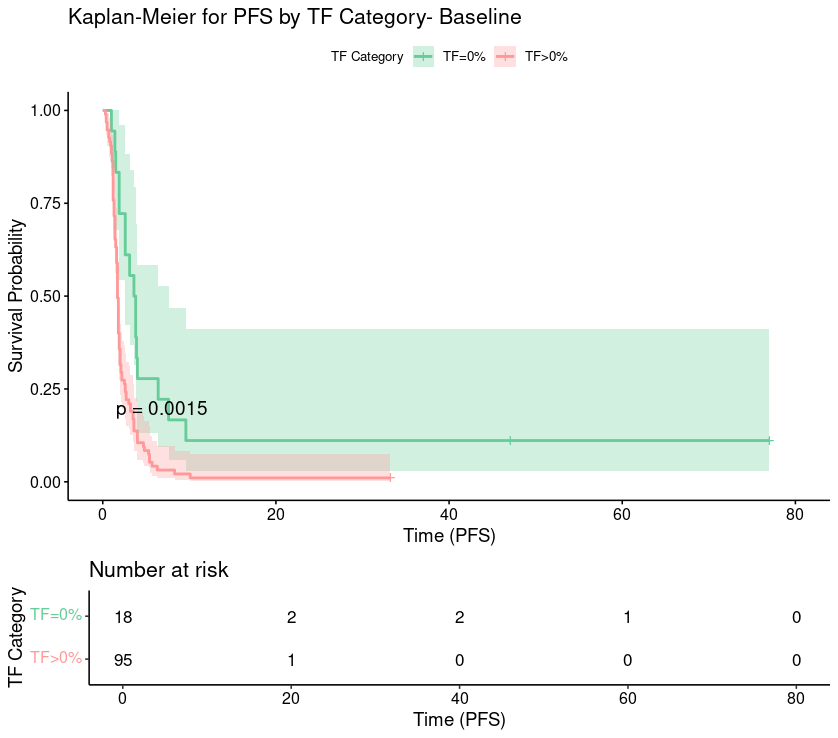 Kaplan-Meier for PFS by TF Category- Baseline
TF Category TF=0% TF>0%
Survival Probability
1.00
0.75
0.50
0.25
0.00
p = 0.0015
0 20 40 60 80
Time (PFS)
Number at risk
TF Category
TF=0% 18 2 2 1 0
TF>0% 95 1 0 0 0
0 20 40 60 80
Time (PFS)